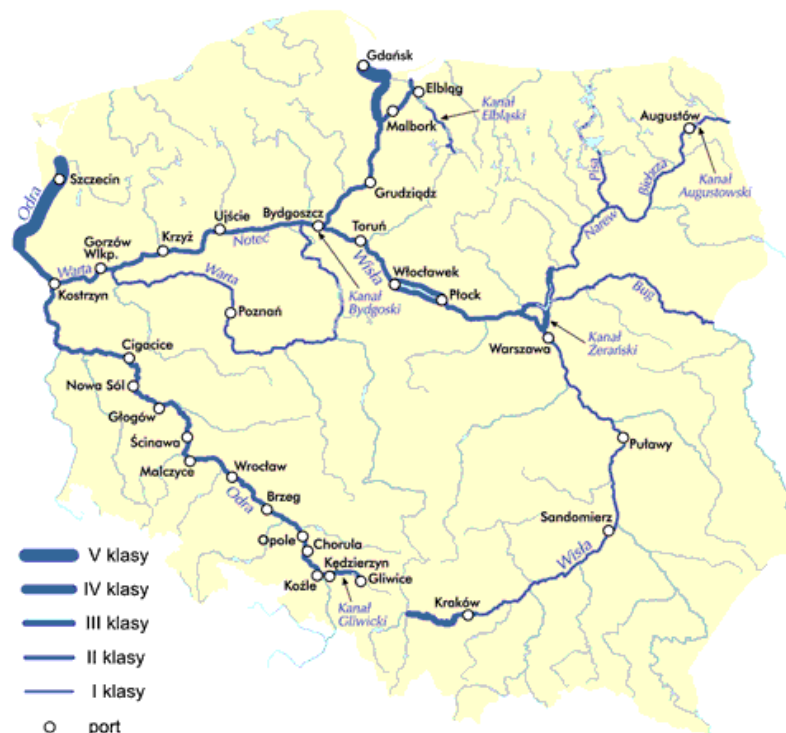 Gdańsk
Elbląg
Kanał
Elbląski
Malbork
Augustów
Kanał
Augustowski
Pisa
Biebrza
Narew
Szczecin
Odra
Grudziądz
Ujście
Bydgoszcz
Toruń
Krzyż
Noteć
Gorzów
Wlkp.
Warta
Warta
Wisła
Włocławek
Płock
Bug
Kostrzyn
Kanał
Bydgoski
Poznań
Kanał
Żerański
Warszawa
Cigacice
Nowa Sól
Głogów
Ścinawa
Malczyce
Wrocław
Odra
Brzeg
Puławy
Sandomierz
Opole
Chorula
Kędzierzyn
Koźle
Gliwice
Kanał
Gliwicki
Kraków
Wisła
V klasy
IV klasy
III klasy
II klasy
I klasy
port